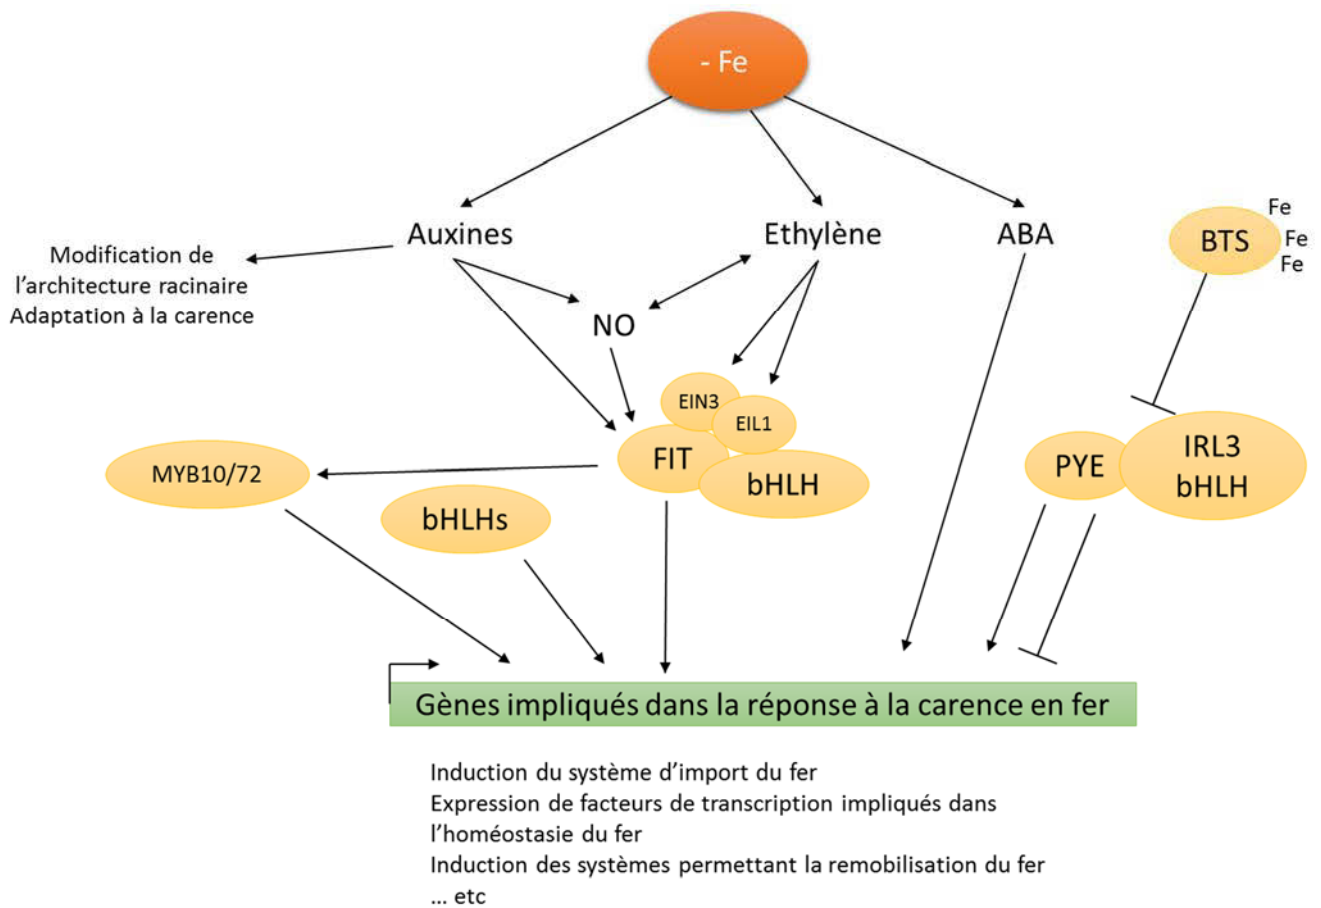 - Fe
Auxines
Ethylène
ABA
BTS
Fe
Fe
Fe
Modification de
l’architecture racinaire
Adaptation à la carence
NO
EIN3
EIL1
FIT
bHLH
MYB10/72
bHLHs
PYE
IRL3
bHLH
Gènes impliqués dans la réponse à la carence en fer
Induction du système d’import du fer
Expression de facteurs de transcription impliqués dans
l’homéostasie du fer
Induction des systèmes permettant la remobilisation du fer
... etc